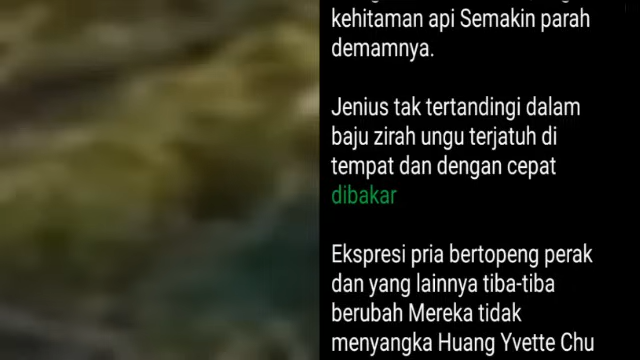 kehitaman api Semakin parah
demamnya.
Jenius tak tertandingi dalam
baju zirah ungu terjatuh di
tempat dan dengan cepat
dibakar
Ekspresi pria bertopeng perak
dan yang lainnya tiba-tiba
berubah Mereka tidak
menyangka Huang Yvette Chu